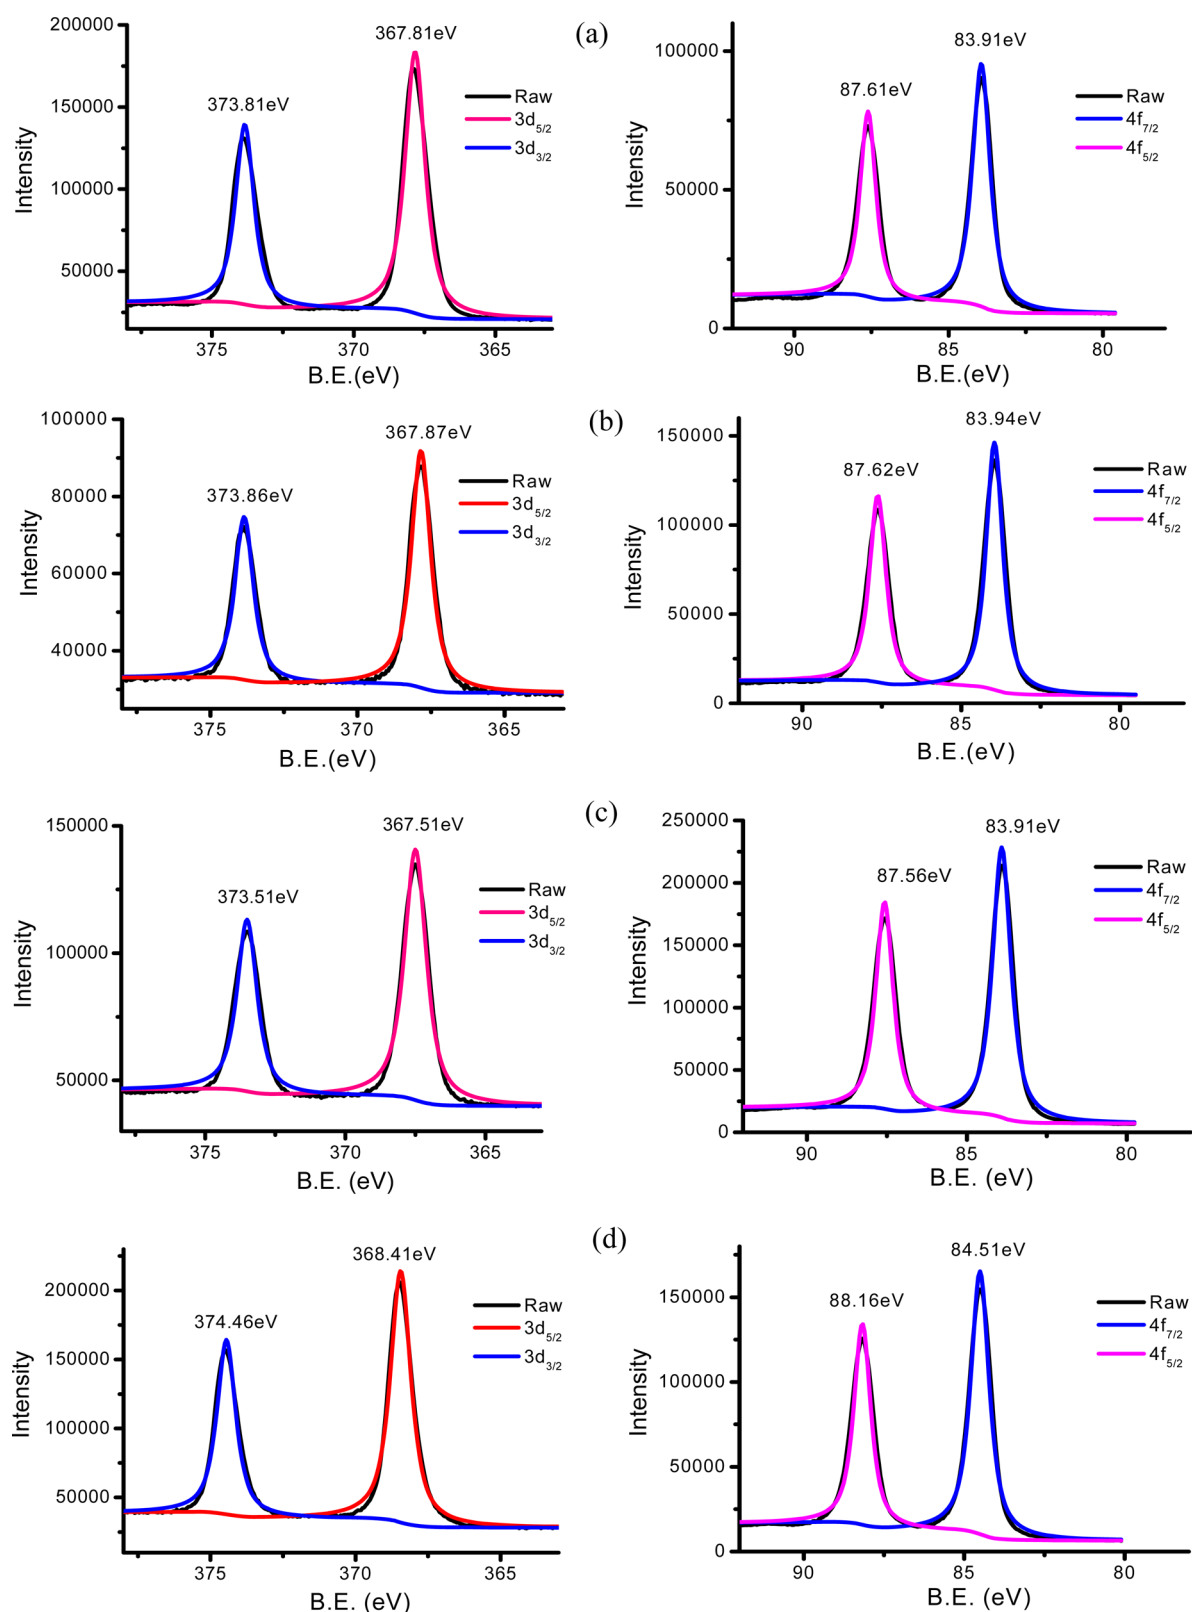 (a)
200000
150000
100000
50000
Intensity
373.81eV
367.81eV
Raw
3d5/2
3d3/2
375
370
365
B.E.(eV)
100000
50000
0
Intensity
87.61eV
83.91eV
Raw
4f7/2
4f5/2
90
85
80
B.E.(eV)
(b)
100000
80000
60000
40000
Intensity
373.86eV
367.87eV
Raw
3d5/2
3d3/2
375
370
365
B.E.(eV)
150000
100000
50000
0
Intensity
87.62eV
83.94eV
Raw
4f7/2
4f5/2
90
85
80
B.E.(eV)
(c)
150000
100000
50000
Intensity
373.51eV
367.51eV
Raw
3d5/2
3d3/2
375
370
365
B.E. (eV)
250000
200000
150000
100000
50000
0
Intensity
87.56eV
83.91eV
Raw
4f7/2
4f5/2
90
85
80
B.E. (eV)
(d)
200000
150000
100000
50000
Intensity
374.46eV
368.41eV
Raw
3d5/2
3d3/2
375
370
365
B.E. (eV)
150000
100000
50000
0
Intensity
88.16eV
84.51eV
Raw
4f7/2
4f5/2
90
85
80
B.E. (eV)